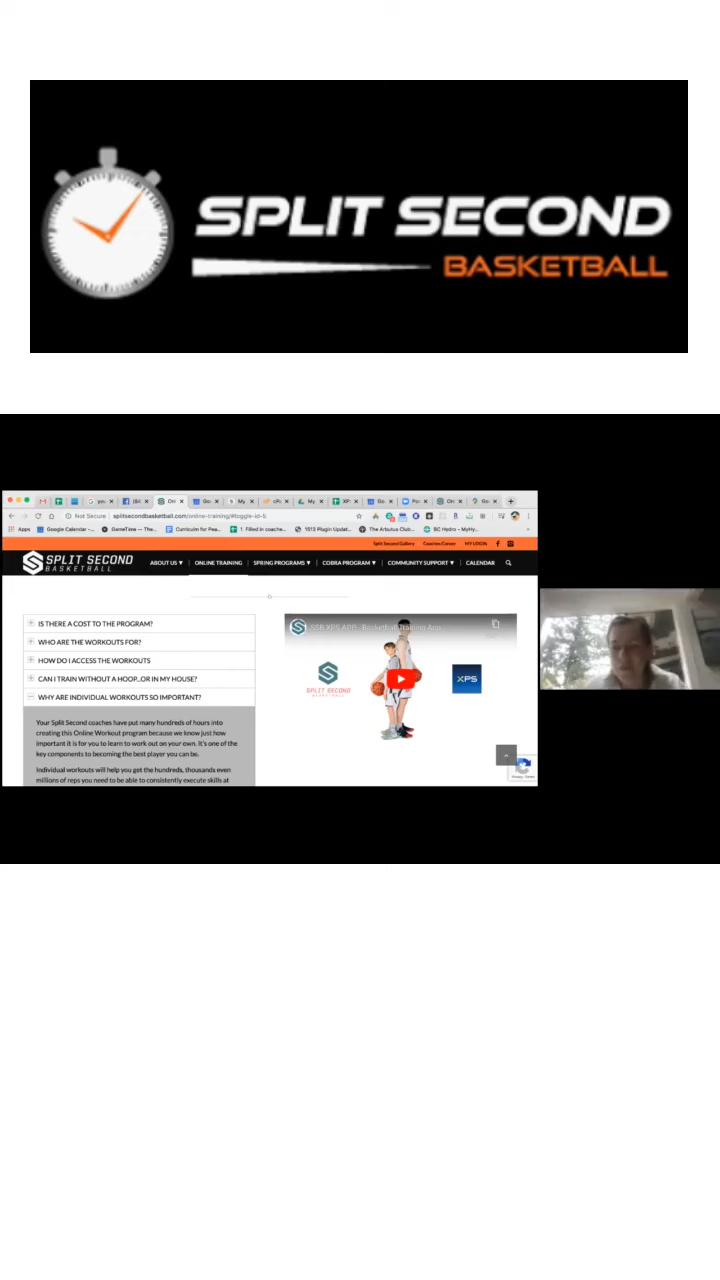 SPLIT SECOND
BASKETBALL
Not Secure
splitsecondbasketball.com/online-training/#toggle-id-5
Apps
Google Calendar -...
GameTime — The...
Curriculm for Pea...
1. Filled in coache...
1513 Plugin Updat...
The Arbutus Club...
BC Hydro - MyHy...
Split Second Gallery
Coaches Corner
MY LOGIN
SPLIT SECOND
BASKETBALL
ABOUT US
ONLINE TRAINING
SPRING PROGRAMS
COBRA PROGRAM
COMMUNITY SUPPORT
CALENDAR
IS THERE A COST TO THE PROGRAM?
WHO ARE THE WORKOUTS FOR?
HOW DO I ACCESS THE WORKOUTS
CAN I TRAIN WITHOUT A HOOP...OR IN MY HOUSE?
WHY ARE INDIVIDUAL WORKOUTS SO IMPORTANT?
Your Split Second coaches have put many hundreds of hours into
creating this Online Workout program because we know just how
important it is for you to learn to work out on your own. It's one of the
key components to becoming the best player you can be.
Individual workouts will help you get the hundreds, thousands even
millions of reps you need to be able to consistently execute skills at
SSB XPS APP - Basketball Training App
SPLIT SECOND
BASKETBALL
XPS
Privacy - Terms